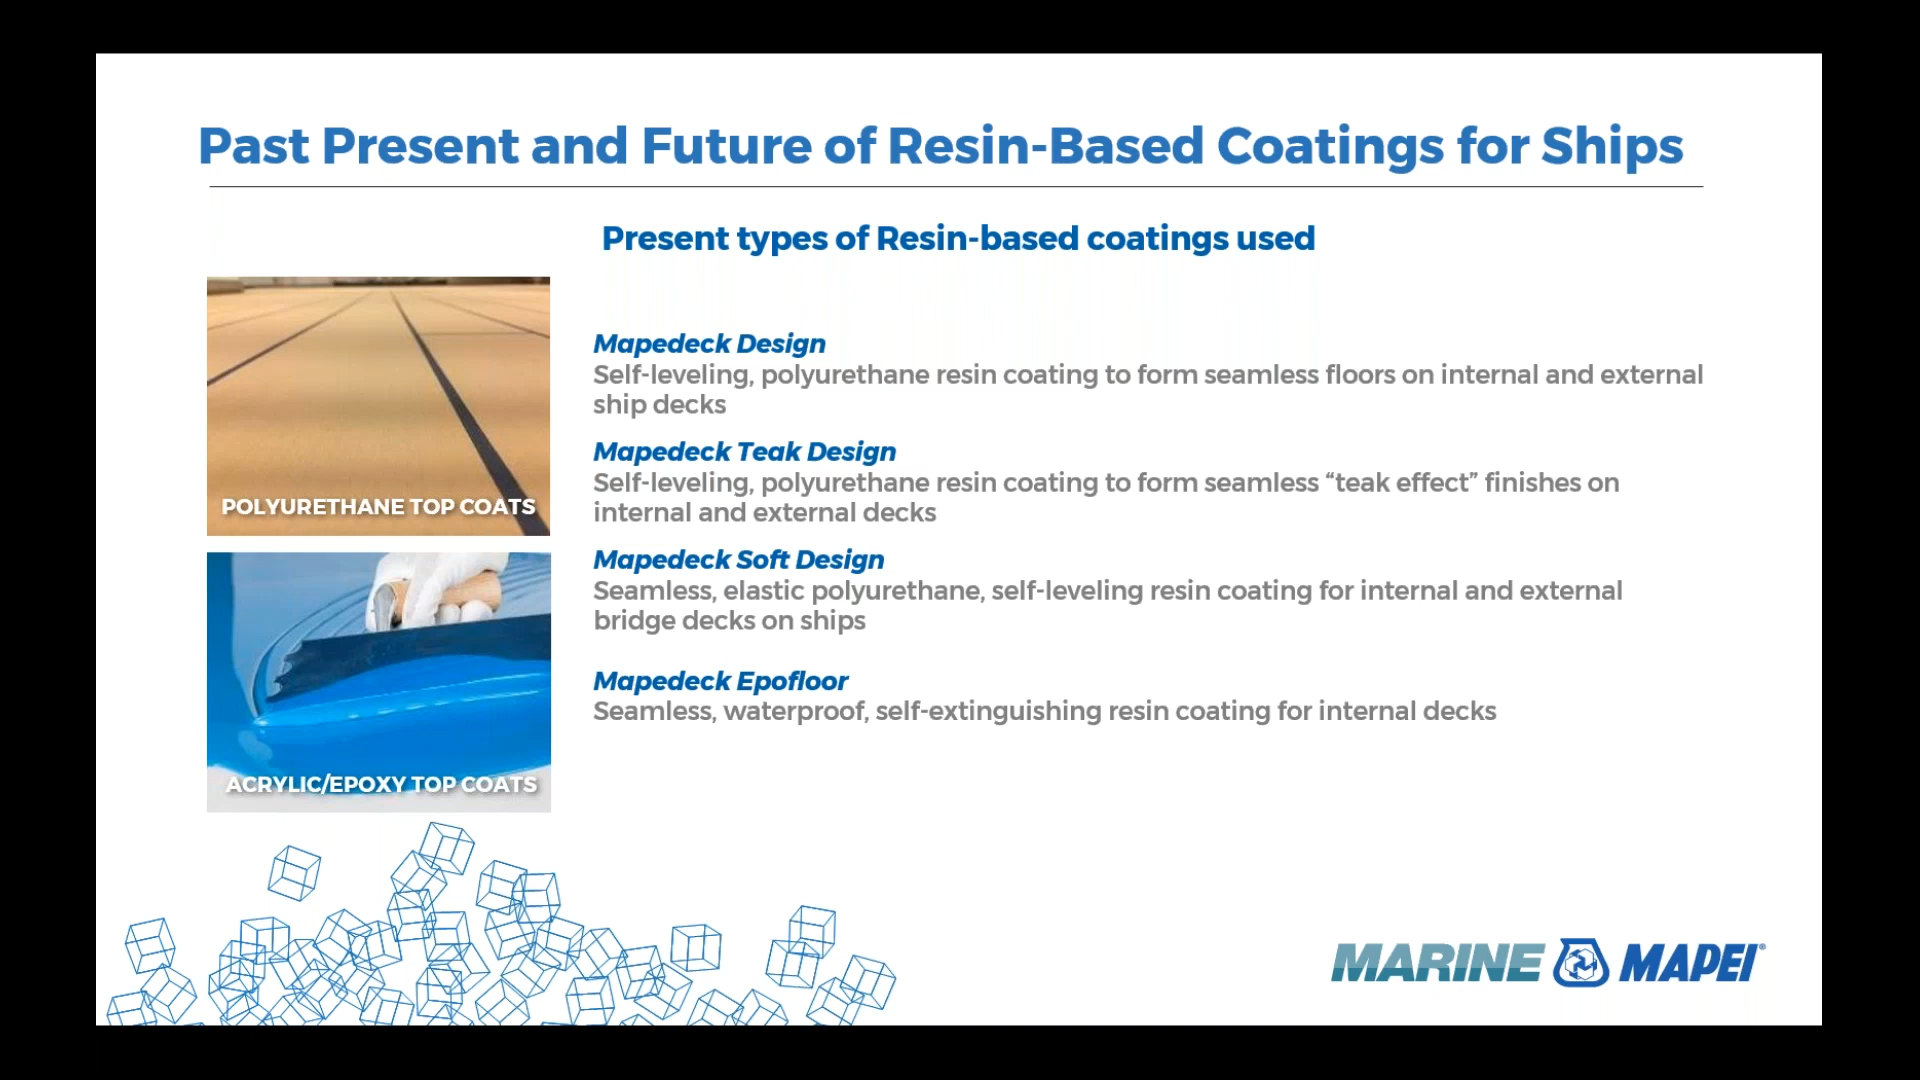 Past Present and Future of Resin-Based Coatings for Ships
Present types of Resin-based coatings used
POLYURETHANE TOP COATS
ACRYLIC/EPOXY TOP COATS
Mapedeck Design
Self-leveling, polyurethane resin coating to form seamless floors on internal and external
ship decks
Mapedeck Teak Design
Self-leveling, polyurethane resin coating to form seamless “teak effect” finishes on
internal and external decks
Mapedeck Soft Design
Seamless, elastic polyurethane, self-leveling resin coating for internal and external
bridge decks on ships
Mapedeck Epofloor
Seamless, waterproof, self-extinguishing resin coating for internal decks
MARINE MAPEI®